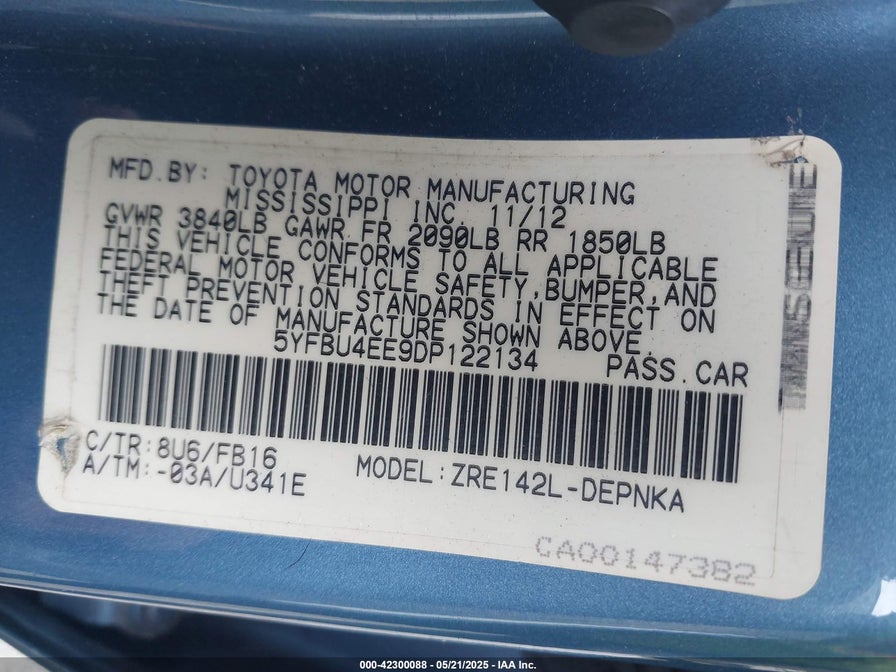 MFD.BY: TOYOTA MOTOR MANUFACTURING
MISSISSIPPI INC. 11/12
GVWR 3840LB GAWR FR 2090LB RR 1850LB
THIS VEHICLE CONFORMS TO ALL APPLICABLE
FEDERAL MOTOR VEHICLE SAFETY,BUMPER,AND
THEFT PREVENTION STANDARDS IN EFFECT ON
THE DATE OF MANUFACTURE SHOWN ABOVE.
5YFBU4EE9DP122134 PASS.CAR
C/TR:8U6/FB16
A/TM:-03A/U341E
MODEL:ZRE142L-DEPNKA
CA00147382
000-42300088 - 05/21/2025 - IAA Inc.